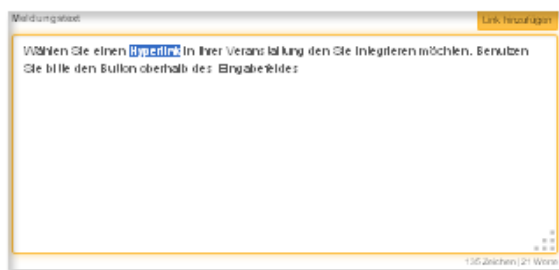 Meldungstext
Link hinzufügen
Wählen Sie einen Hyperlink in Ihrer Veranstaltung den Sie integrieren möchten. Benutzen
Sie bitte den Button oberhalb des Eingabefeldes
135 Zeichen | 21 Worte